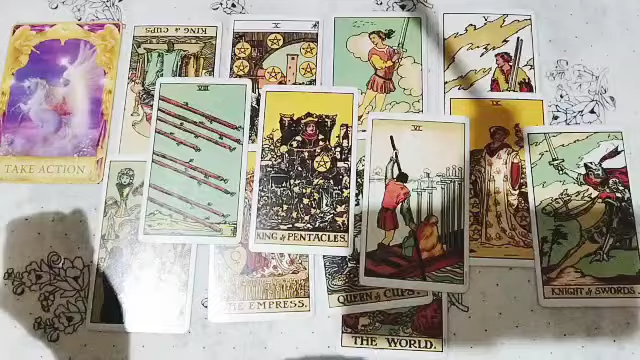 KING of CUPS
X
TAKE ACTION
VIII
KING of PENTACLES.
VI
IX
KNIGHT of SWORDS.
THE EMPRESS.
QUEEN of CUPS.
THE WORLD.